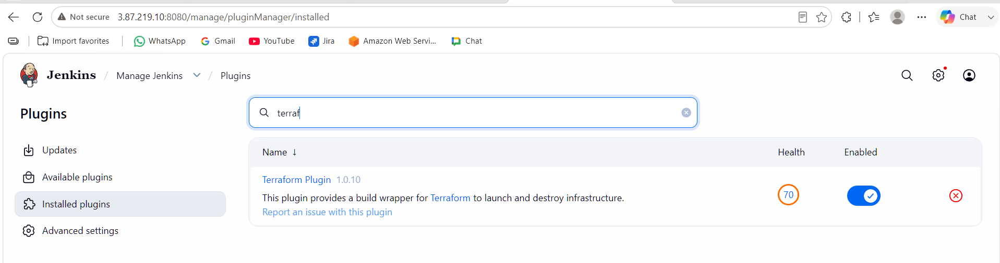 Not secure 3.87.219.10:8080/manage/pluginManager/installed Chat
Import favorites WhatsApp Gmail YouTube Jira Amazon Web Servi... Chat
Jenkins / Manage Jenkins / Plugins
Plugins
terraf
Updates
Available plugins
Installed plugins
Advanced settings
Name ↓ Health Enabled
Terraform Plugin 1.0.10
This plugin provides a build wrapper for Terraform to launch and destroy infrastructure.
70
Report an issue with this plugin